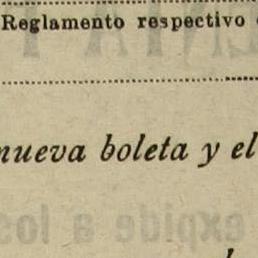 Reglamento respectivo
nueva boleta y el